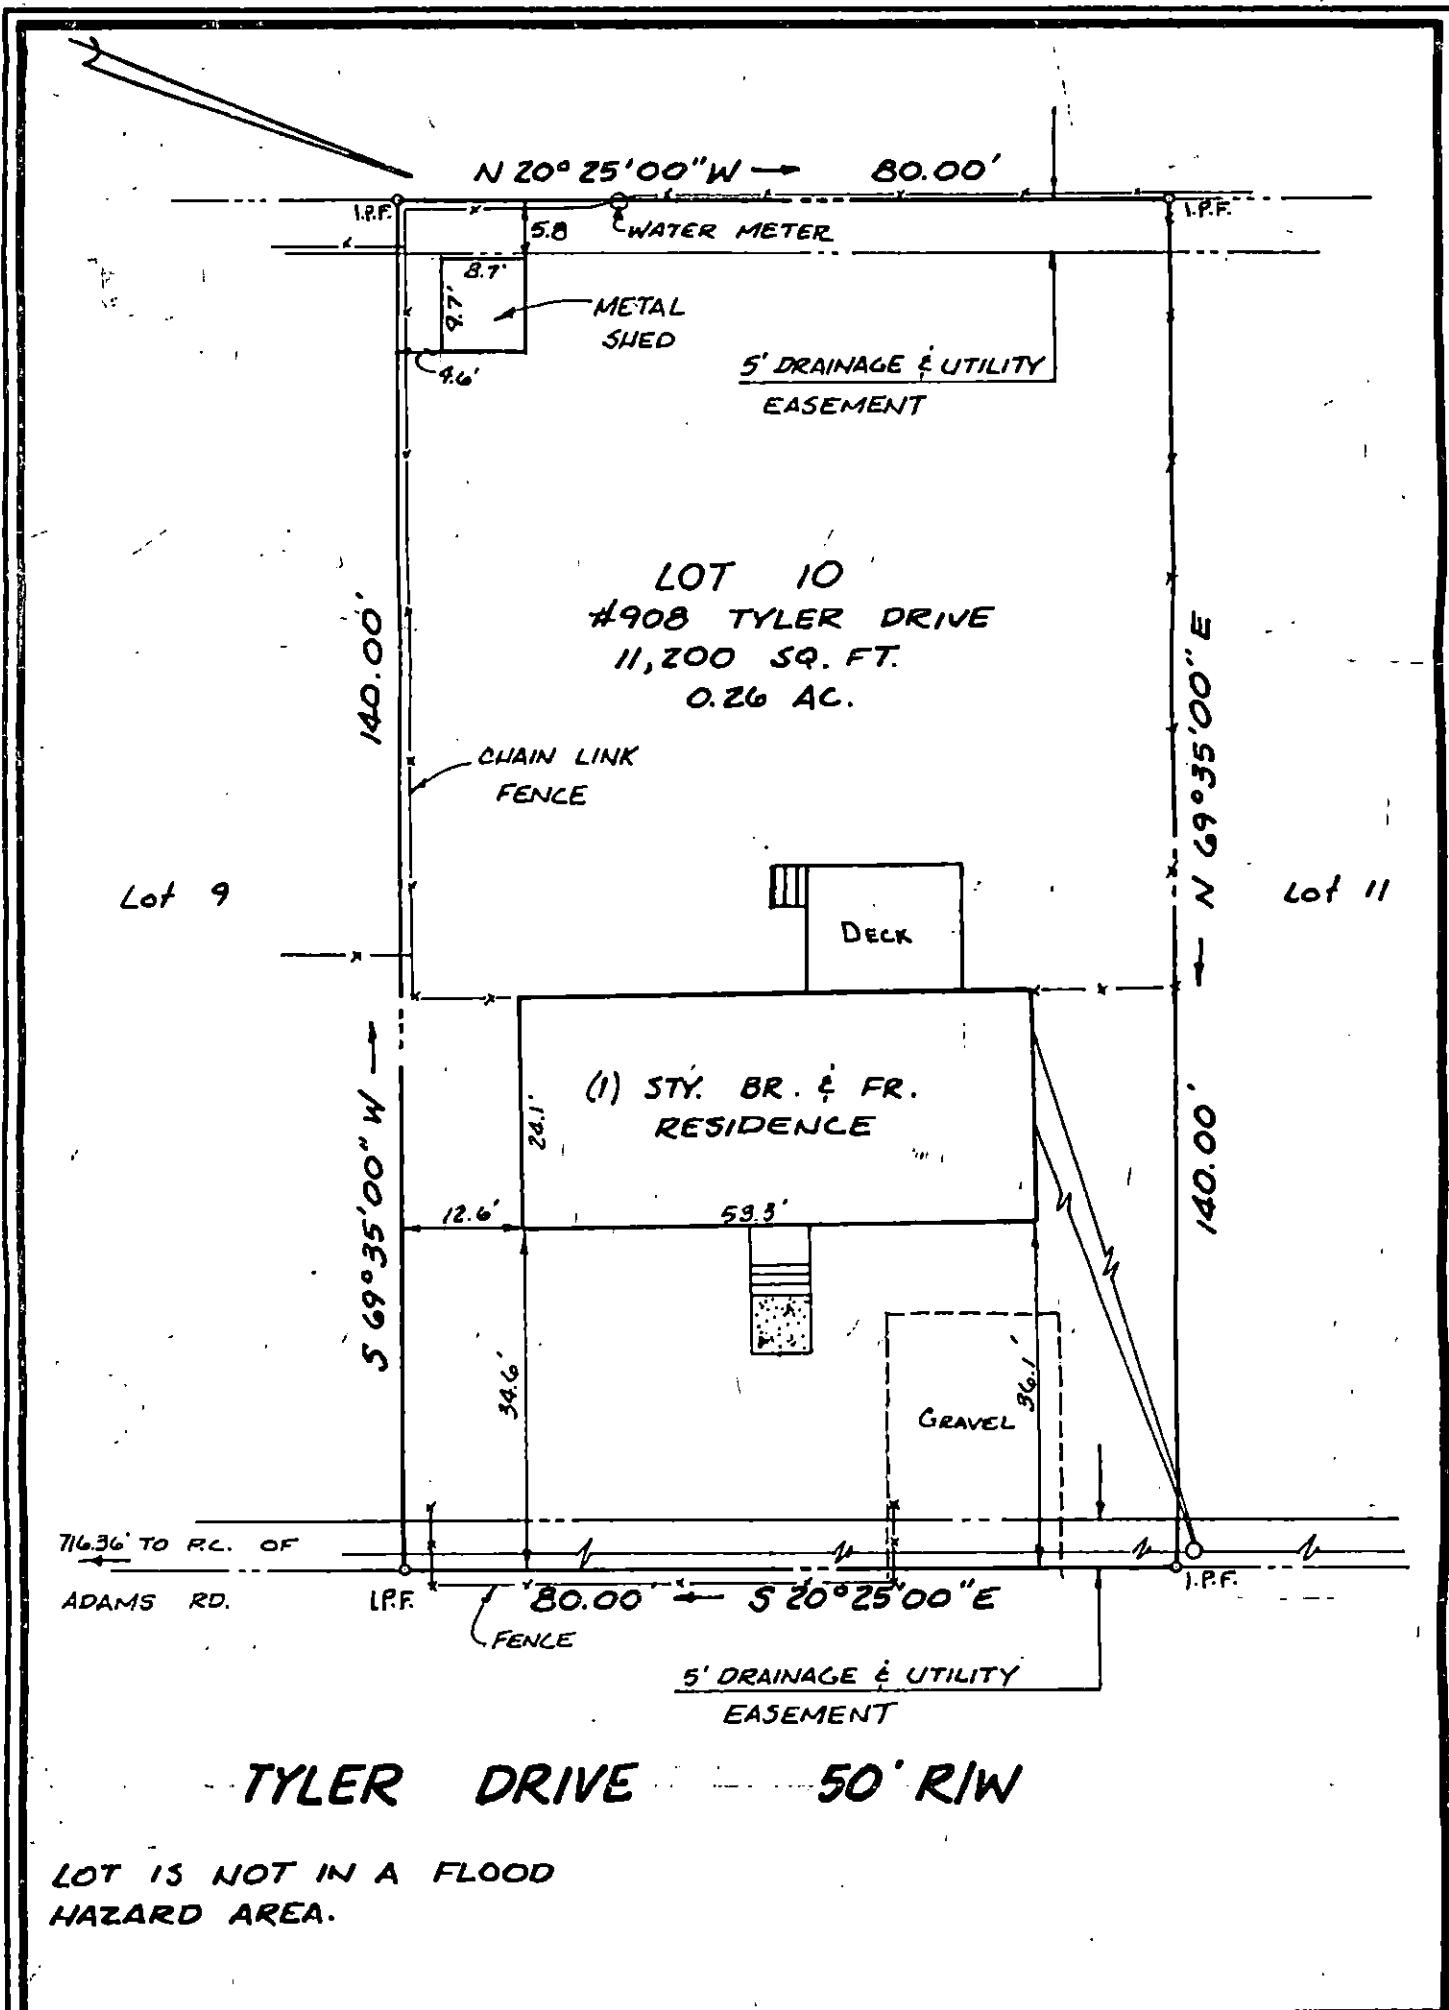 N 20° 25' 00" W → 80.00'
I.P.F.
I.P.F.
5.8
WATER METER
8.7'
9.7'
METAL
SHED
4.6'
5' DRAINAGE & UTILITY
EASEMENT
LOT 10
#908 TYLER DRIVE
11,200 SQ. FT.
0.26 AC.
140.00'
N 69° 35' 00" E
CHAIN LINK
FENCE
Lot 9
Lot 11
DECK
(1) STY. BR. & FR.
RESIDENCE
24.1'
S 69° 35' 00" W
140.00'
12.6'
53.3'
34.6'
36.1'
GRAVEL
716.36' TO P.C. OF
ADAMS RD.
I.P.F.
80.00' ← S 20° 25' 00" E
I.P.F.
FENCE
5' DRAINAGE & UTILITY
EASEMENT
TYLER DRIVE 50' R/W
LOT IS NOT IN A FLOOD
HAZARD AREA.